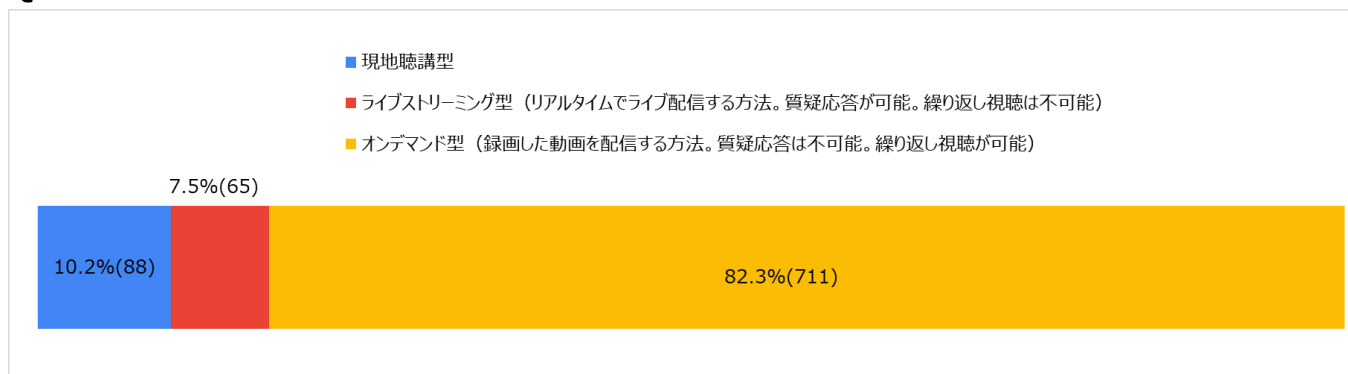 現地聴講型
ライブストリーミング型（リアルタイムでライブ配信する方法。質疑応答が可能。繰り返し視聴は不可能）
オンデマンド型（録画した動画を配信する方法。質疑応答は不可能。繰り返し視聴が可能）
7.5%(65)
10.2%(88)
82.3%(711)